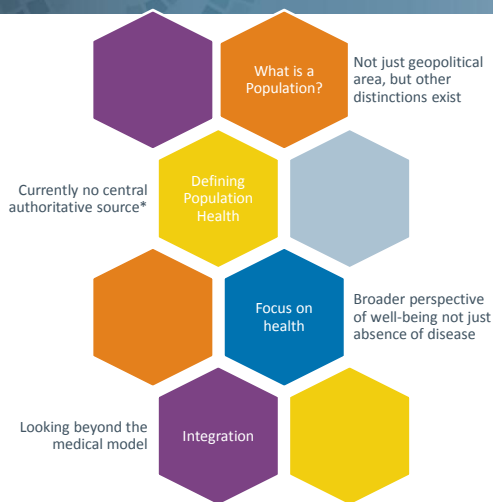 What is a
Population?
Not just geopolitical
area, but other
distinctions exist
Currently no central
authoritative source*
Defining
Population
Health
Focus on
health
Broader perspective
of well-being not just
absence of disease
Looking beyond the
medical model
Integration